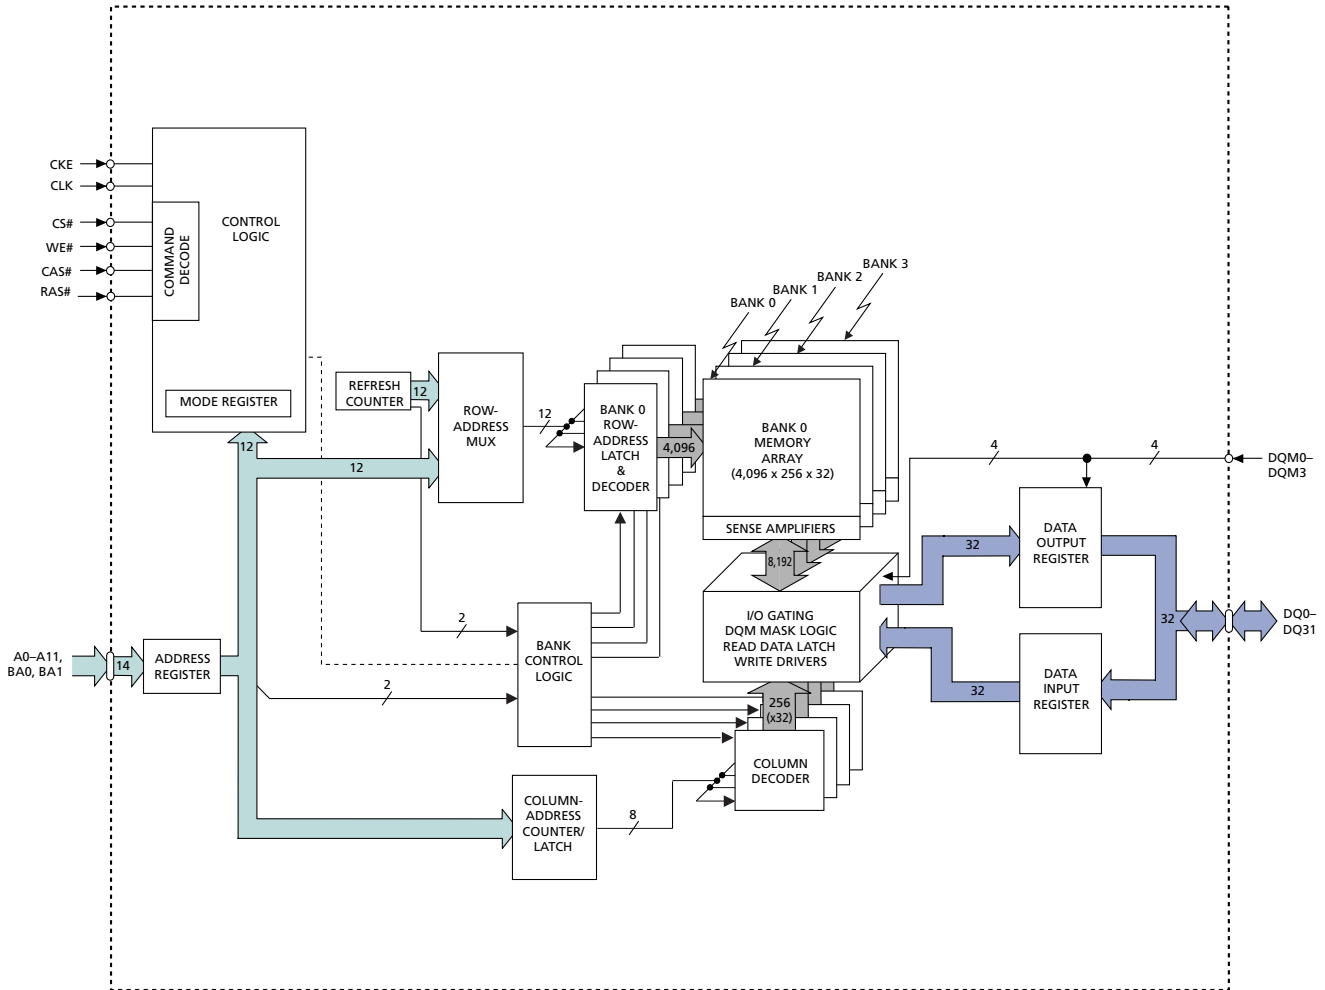 CKE
CLK
CS#
WE#
CAS#
RAS#
COMMAND
DECODE
CONTROL
LOGIC
MODE REGISTER
BANK 3
BANK 2
BANK 1
BANK 0
REFRESH
COUNTER
12
ROW-
ADDRESS
MUX
12
12
12
BANK 0
ROW-
ADDRESS
LATCH
&
DECODER
4,096
BANK 0
MEMORY
ARRAY
(4,096 x 256 x 32)
SENSE AMPLIFIERS
8,192
I/O GATING
DQM MASK LOGIC
READ DATA LATCH
WRITE DRIVERS
4
4
DQM0–
DQM3
32
DATA
OUTPUT
REGISTER
32
DQ0–
DQ31
DATA
INPUT
REGISTER
32
A0–A11,
BA0, BA1
14
ADDRESS
REGISTER
2
2
BANK
CONTROL
LOGIC
256
(x32)
COLUMN
DECODER
COLUMN-
ADDRESS
COUNTER/
LATCH
8